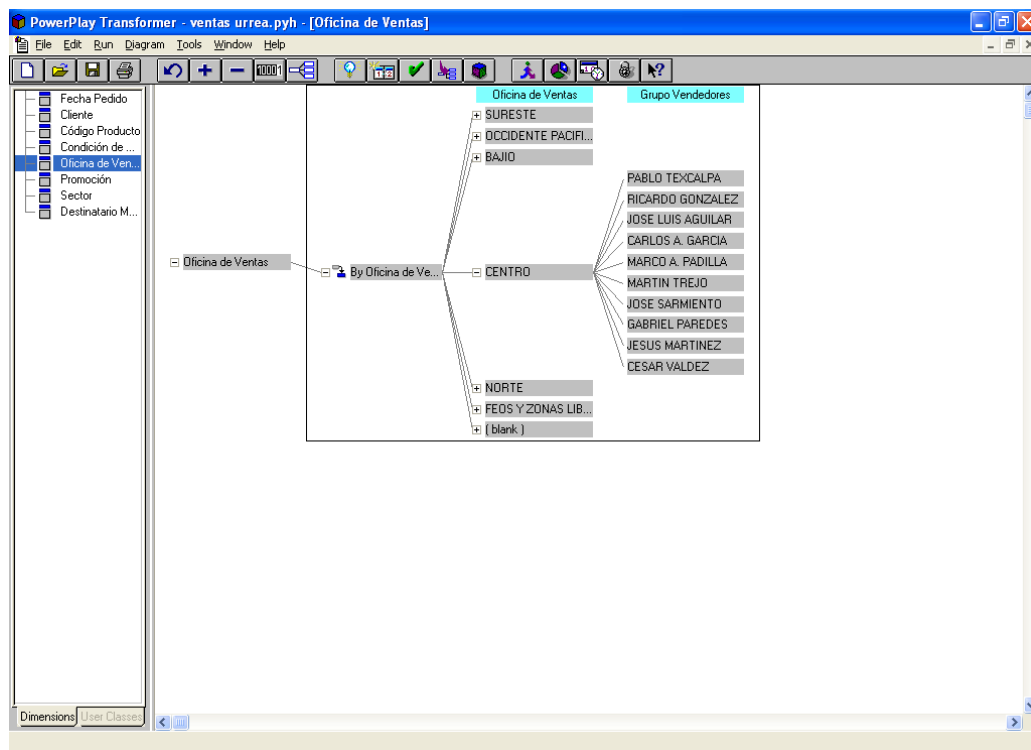 PowerPlay Transformer - ventas urrea.pyh - [Oficina de Ventas]
File Edit Run Diagram Tools Window Help
Fecha Pedido
Cliente
Código Producto
Condición de ...
Oficina de Ven...
Promoción
Sector
Destinatario M...
Oficina de Ventas
Grupo Vendedores
SURESTE
OCCIDENTE PACIFI...
BAJIO
PABLO TEXCALPA
RICARDO GONZALEZ
JOSE LUIS AGUILAR
CARLOS A. GARCIA
Oficina de Ventas
By Oficina de Ve...
CENTRO
MARCO A. PADILLA
MARTIN TREJO
JOSE SARMIENTO
GABRIEL PAREDES
JESUS MARTINEZ
CESAR VALDEZ
NORTE
FEOS Y ZONAS LIB...
( blank )
Dimensions User Classes